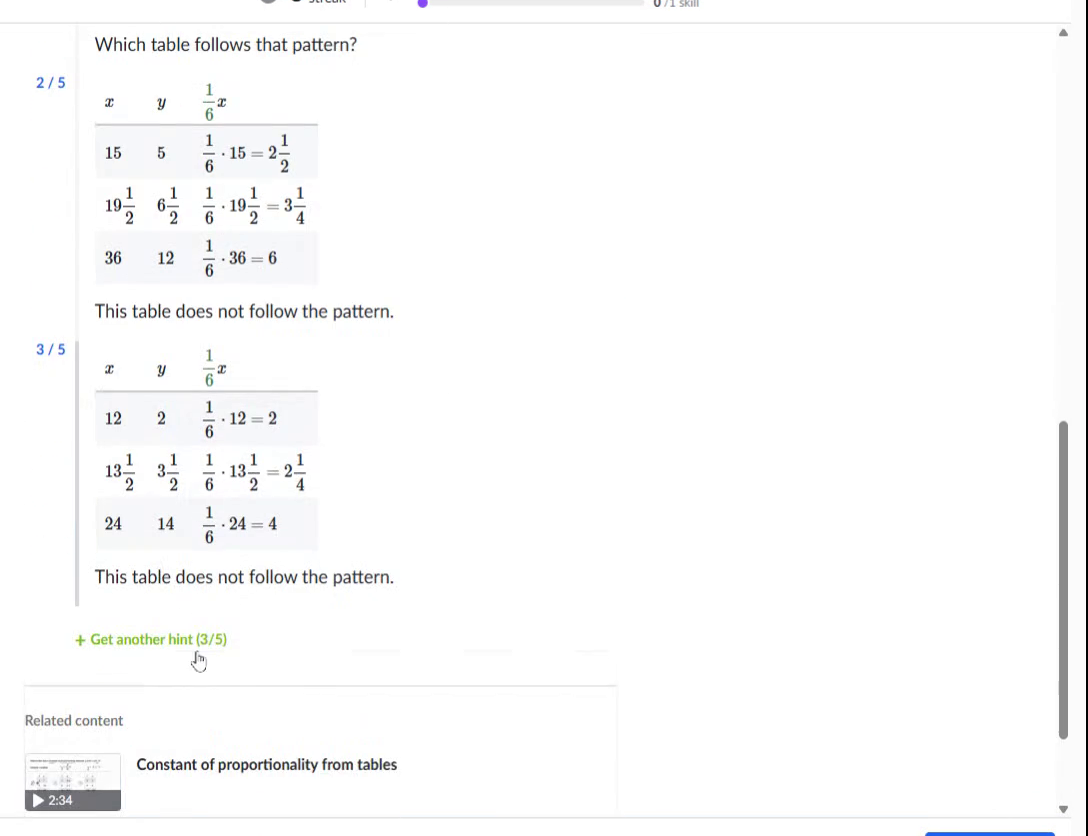 streak
0 /1 skill
Which table follows that pattern?
2 / 5
x y 1/6 x
15 5 1/6 · 15 = 2 1/2
19 1/2 6 1/2 1/6 · 19 1/2 = 3 1/4
36 12 1/6 · 36 = 6
This table does not follow the pattern.
3 / 5
x y 1/6 x
12 2 1/6 · 12 = 2
13 1/2 3 1/2 1/6 · 13 1/2 = 2 1/4
24 14 1/6 · 24 = 4
This table does not follow the pattern.
+ Get another hint (3/5)
Related content
Constant of proportionality from tables
2:34